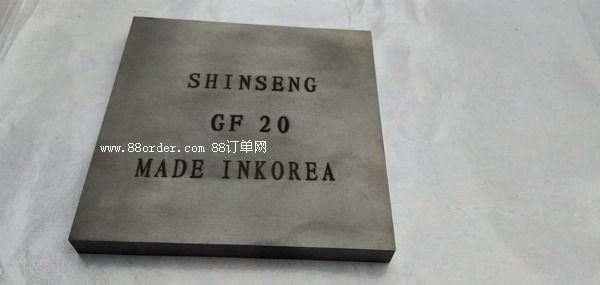 SHINSENG
GF 20
www.88order.com 88订单网
MADE INKOREA